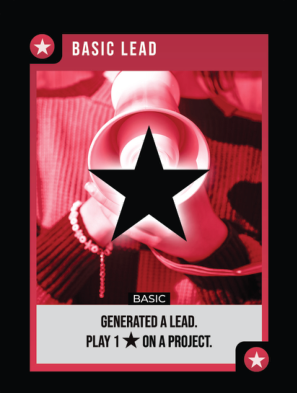 BASIC LEAD
BASIC
GENERATED A LEAD.
PLAY 1 ★ ON A PROJECT.